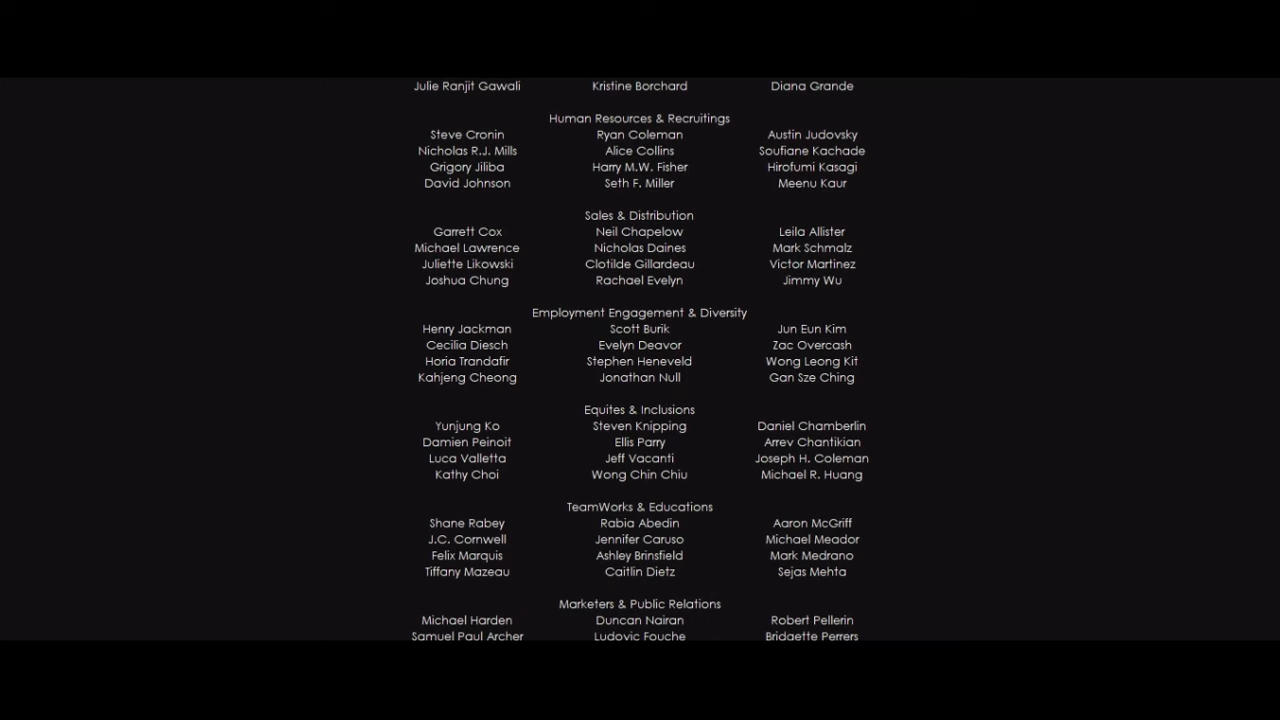 Julie Ranjit Gawali Kristine Borchard Diana Grande
Human Resources & Recruitings
Steve Cronin Ryan Coleman Austin Judovsky
Nicholas R.J. Mills Alice Collins Soufiane Kachade
Grigory Jiliba Harry M.W. Fisher Hirofumi Kasagi
David Johnson Seth F. Miller Meenu Kaur
Sales & Distribution
Garrett Cox Neil Chapelow Leila Allister
Michael Lawrence Nicholas Daines Mark Schmalz
Juliette Likowski Clotilde Gillardeau Victor Martinez
Joshua Chung Rachael Evelyn Jimmy Wu
Employment Engagement & Diversity
Henry Jackman Scott Burik Jun Eun Kim
Cecilia Diesch Evelyn Deavor Zac Overcash
Horia Trandafir Stephen Heneveld Wong Leong Kit
Kahjeng Cheong Jonathan Null Gan Sze Ching
Equites & Inclusions
Yunjung Ko Steven Knipping Daniel Chamberlin
Damien Peinoit Ellis Parry Arrev Chantikian
Luca Valletta Jeff Vacanti Joseph H. Coleman
Kathy Choi Wong Chin Chiu Michael R. Huang
TeamWorks & Educations
Shane Rabey Rabia Abedin Aaron McGriff
J.C. Cornwell Jennifer Caruso Michael Meador
Felix Marquis Ashley Brinsfield Mark Medrano
Tiffany Mazeau Caitlin Dietz Sejas Mehta
Marketers & Public Relations
Michael Harden Duncan Nairan Robert Pellerin
Samuel Paul Archer Ludovic Fouche Bridgette Perrers